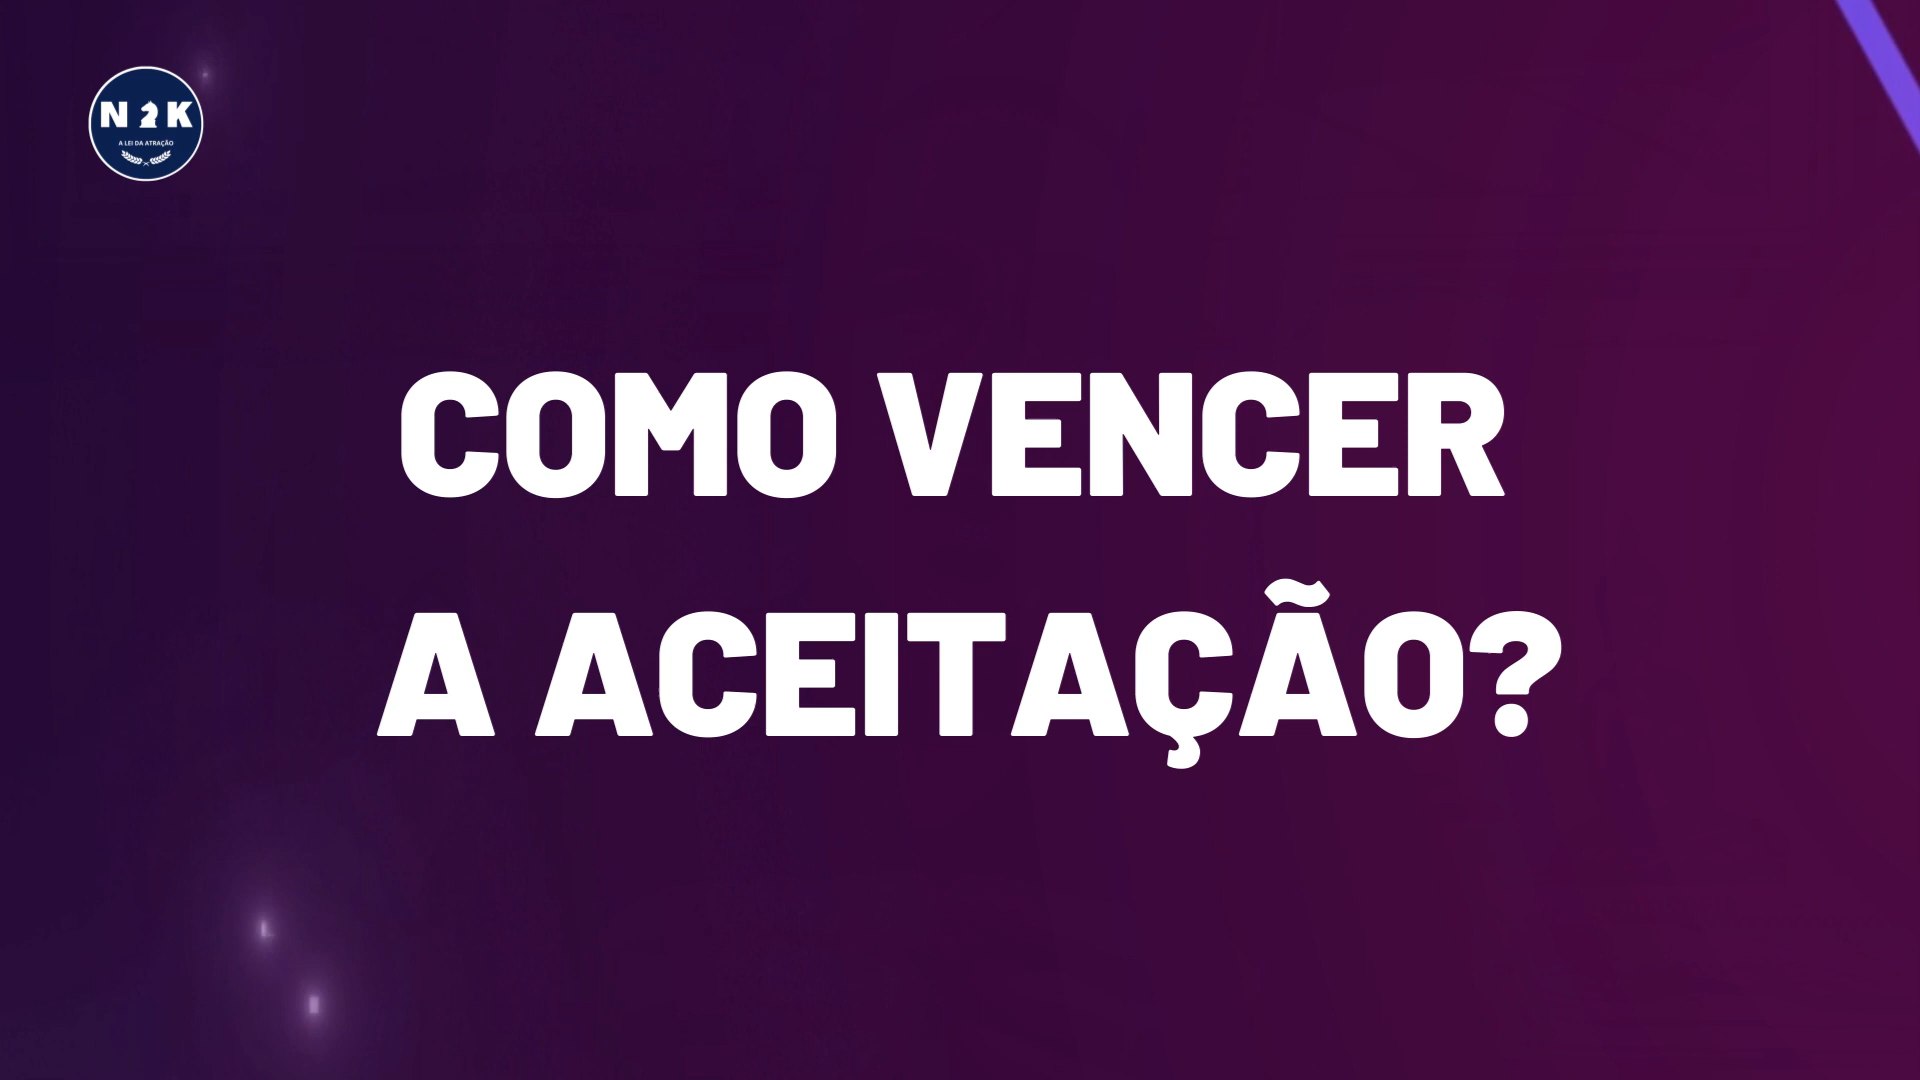 N K
A LEI DA ATRAÇÃO
COMO VENCER
A ACEITAÇÃO?